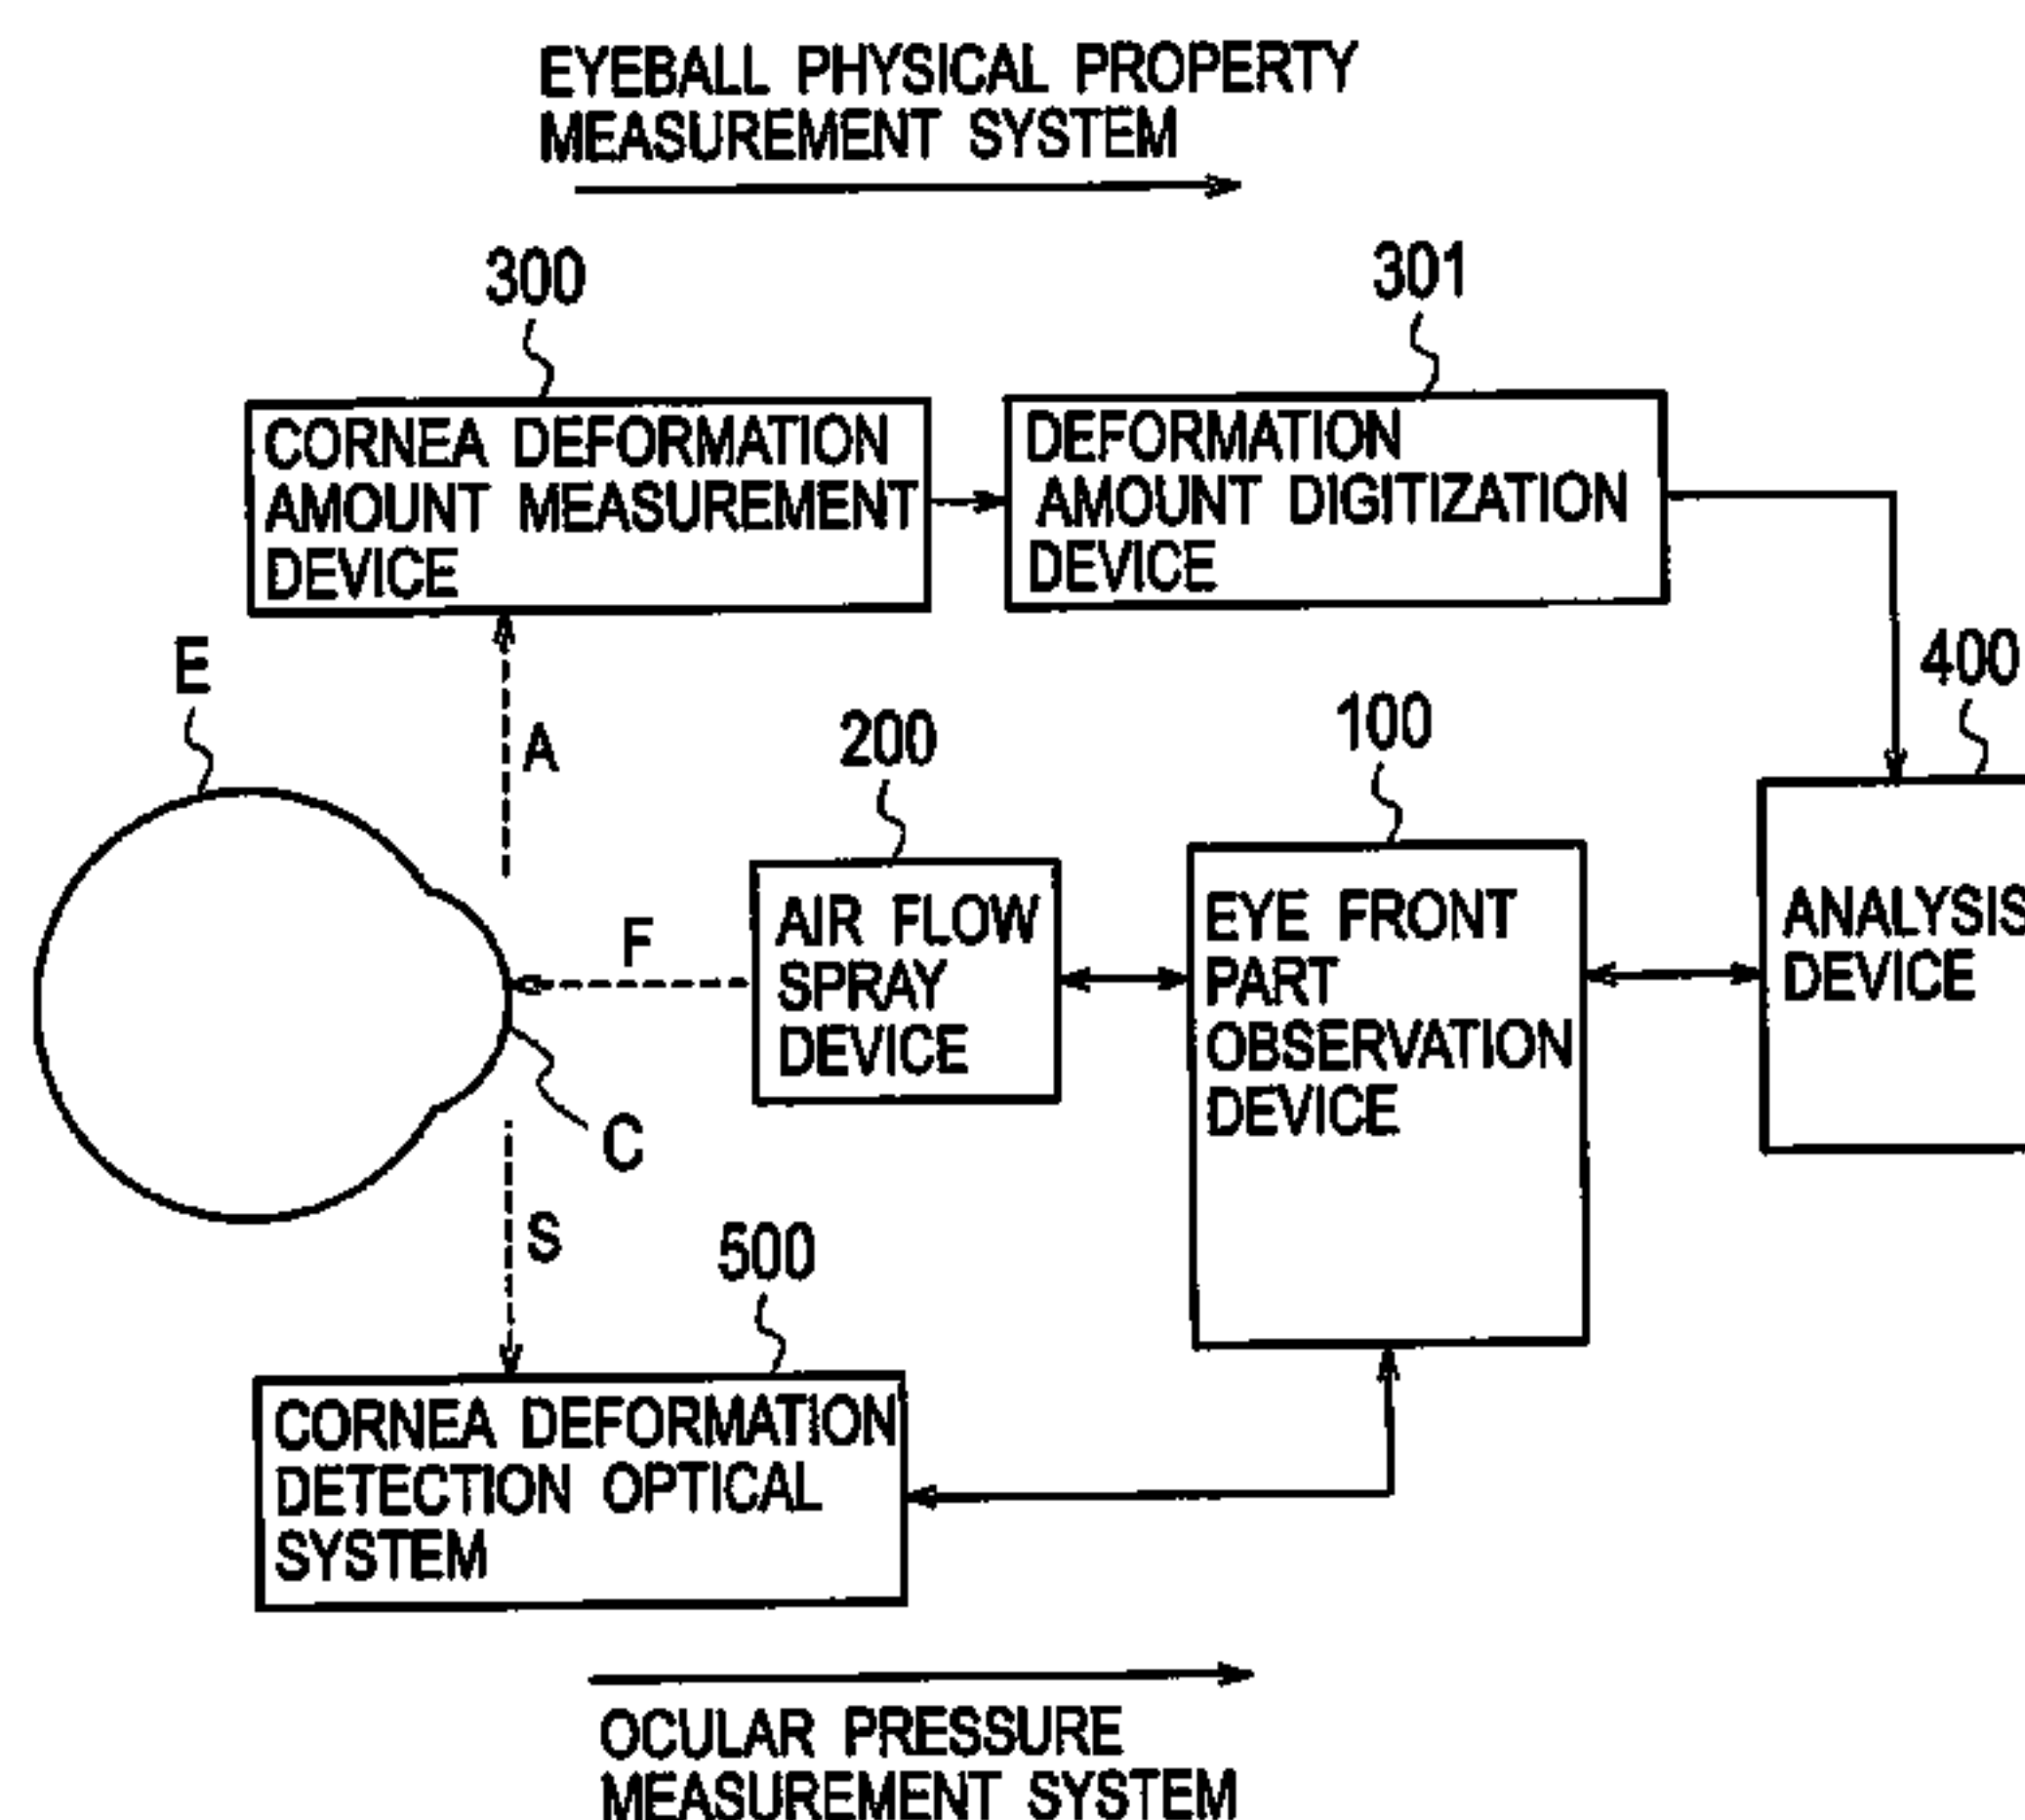 EYEBALL PHYSICAL PROPERTY
MEASUREMENT SYSTEM
300
301
CORNEA DEFORMATION
AMOUNT MEASUREMENT
DEVICE
DEFORMATION
AMOUNT DIGITIZATION
DEVICE
E
A
200
100
400
AIR FLOW
SPRAY
DEVICE
EYE FRONT
PART
OBSERVATION
DEVICE
ANALYSIS
DEVICE
F
C
S
500
CORNEA DEFORMATION
DETECTION OPTICAL
SYSTEM
OCULAR PRESSURE
MEASUREMENT SYSTEM